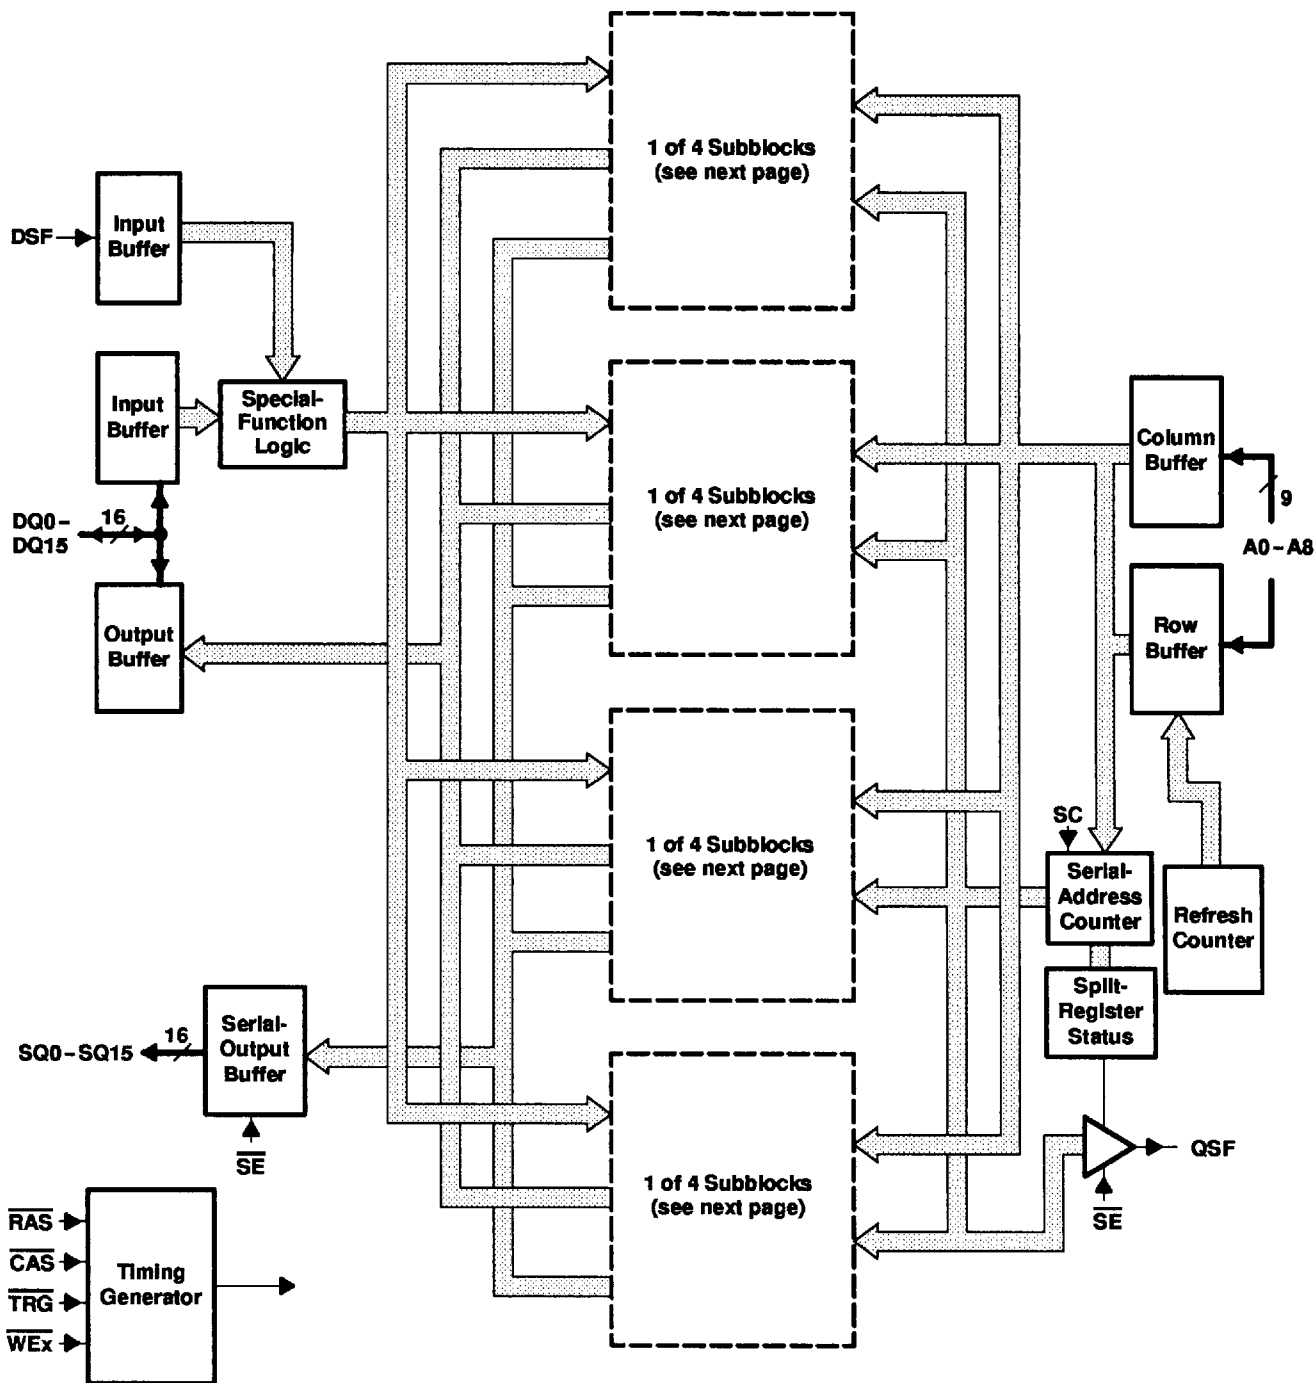 1 of 4 Subblocks
(see next page)
DSF
Input
Buffer
Input
Buffer
Special-
Function
Logic
Column
Buffer
1 of 4 Subblocks
(see next page)
9
DQ0–
DQ15
16
A0–A8
Output
Buffer
Row
Buffer
1 of 4 Subblocks
(see next page)
SC
Serial-
Address
Counter
Refresh
Counter
Split-
Register
Status
SQ0–SQ15
16
Serial-
Output
Buffer
SE
1 of 4 Subblocks
(see next page)
QSF
SE
RAS
CAS
TRG
WEx
Timing
Generator